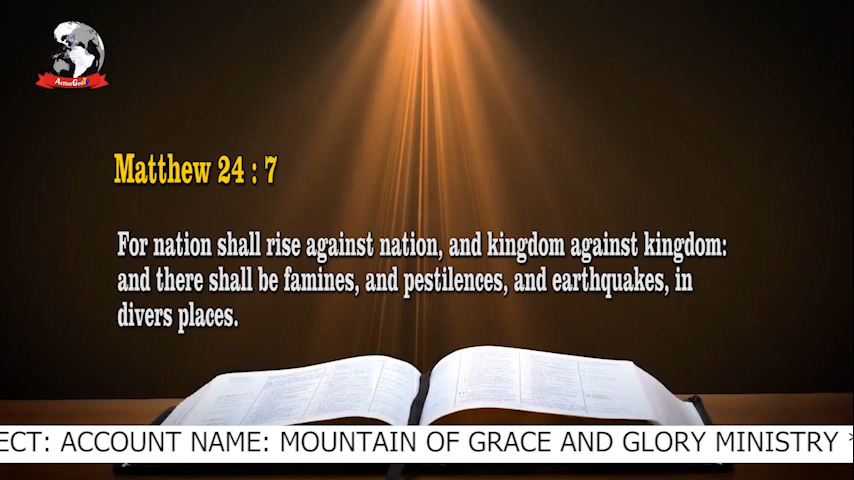 Matthew 24 : 7
For nation shall rise against nation, and kingdom against kingdom:
and there shall be famines, and pestilences, and earthquakes, in
divers places.
ECT: ACCOUNT NAME: MOUNTAIN OF GRACE AND GLORY MINISTRY *